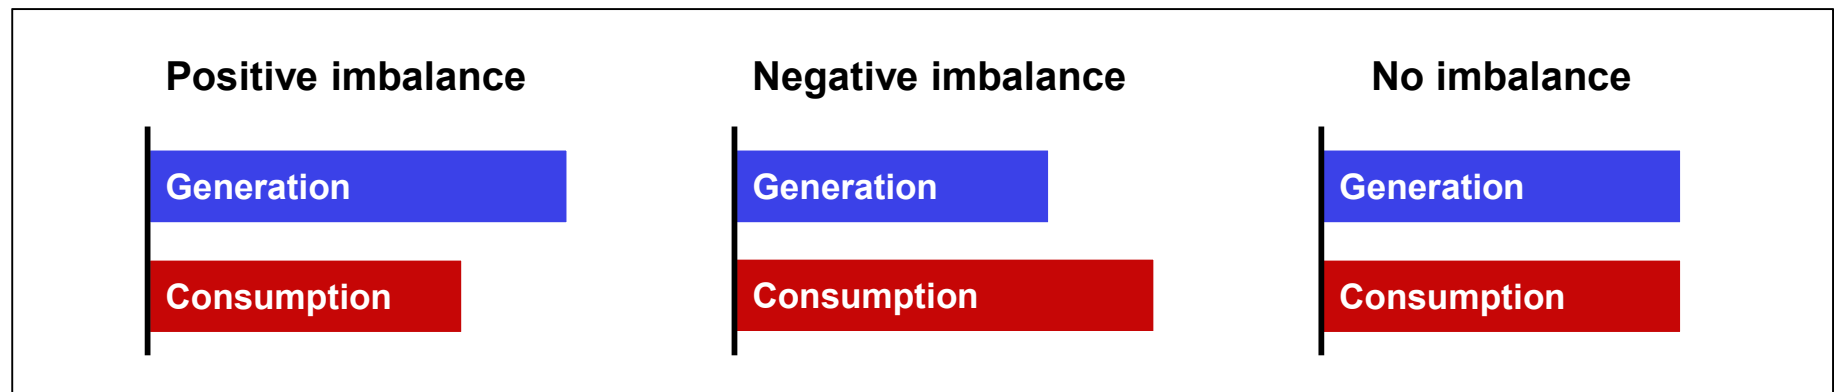 Positive imbalance
Generation
Consumption
Negative imbalance
Generation
Consumption
No imbalance
Generation
Consumption